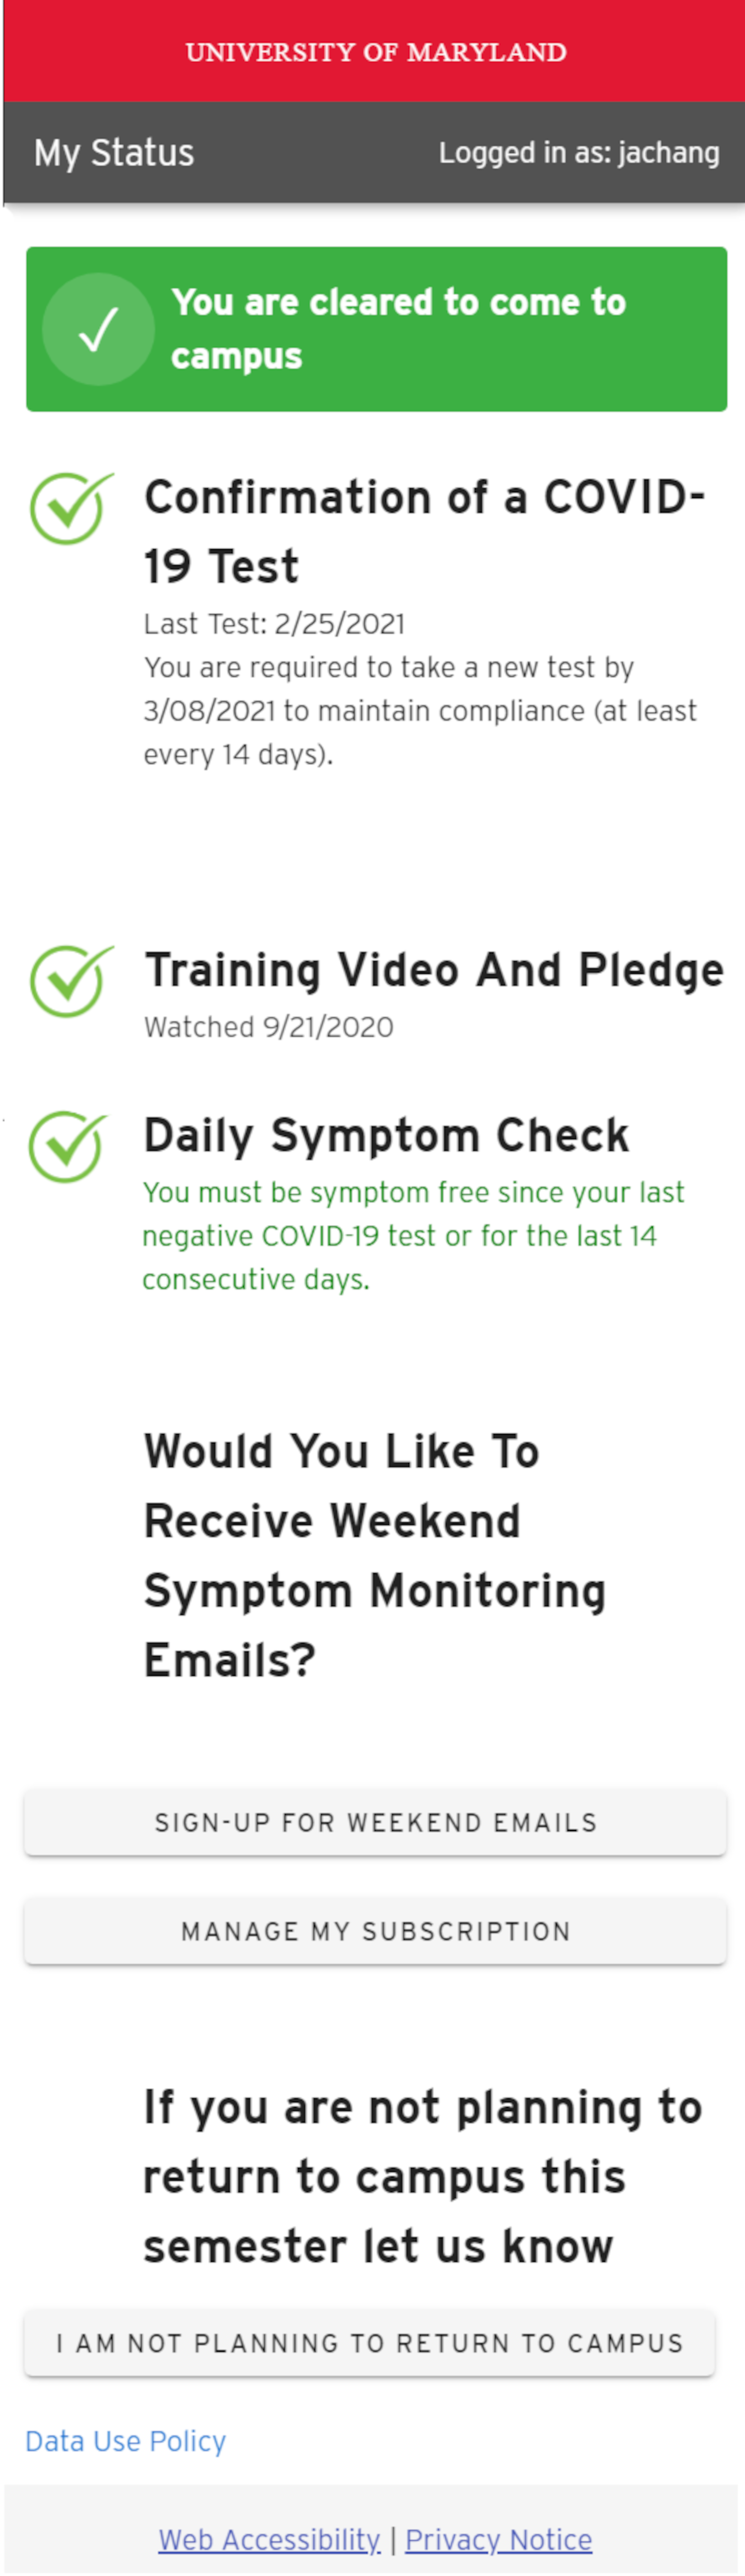 UNIVERSITY OF MARYLAND
My Status
Logged in as: jachang
You are cleared to come to
campus
Confirmation of a COVID-
19 Test
Last Test: 2/25/2021
You are required to take a new test by
3/08/2021 to maintain compliance (at least
every 14 days).
Training Video And Pledge
Watched 9/21/2020
Daily Symptom Check
You must be symptom free since your last
negative COVID-19 test or for the last 14
consecutive days.
Would You Like To
Receive Weekend
Symptom Monitoring
Emails?
SIGN-UP FOR WEEKEND EMAILS
MANAGE MY SUBSCRIPTION
If you are not planning to
return to campus this
semester let us know
I AM NOT PLANNING TO RETURN TO CAMPUS
Data Use Policy
Web Accessibility | Privacy Notice